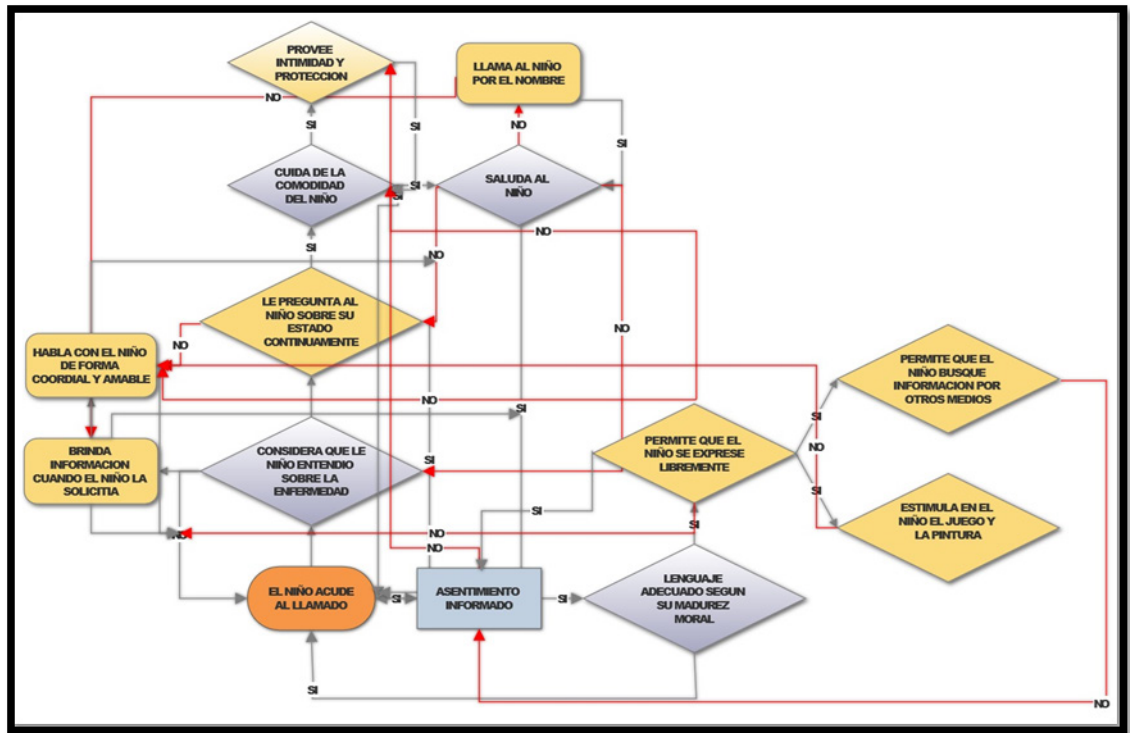 PROVEE
INTIMIDAD Y
PROTECCION
LLAMA AL NIÑO
POR EL NOMBRE
NO
SI
SI
NO
SI
CUIDA DE LA
COMODIDAD
DEL NIÑO
SI
SI
SALUDA AL
NIÑO
NO
SI
NO
LE PREGUNTA AL
NIÑO SOBRE SU
ESTADO
CONTINUAMENTE
NO
NO
HABLA CON EL NIÑO
DE FORMA
COORDIAL Y AMABLE
PERMITE QUE EL
NIÑO BUSQUE
INFORMACION POR
OTROS MEDIOS
NO
SI
SI
BRINDA
INFORMACION
CUANDO EL NIÑO LA
SOLICITIA
CONSIDERA QUE LE
NIÑO ENTENDIO
SOBRE LA
ENFERMEDAD
SI
PERMITE QUE EL
NIÑO SE EXPRESE
LIBREMENTE
NO
SI
ESTIMULA EN EL
NIÑO EL JUEGO Y
LA PINTURA
SI
SI
NO
NO
EL NIÑO ACUDE
AL LLAMADO
SI
ASENTIMIENTO
INFORMADO
SI
LENGUAJE
ADECUADO SEGUN
SU MADUREZ
MORAL
SI
NO